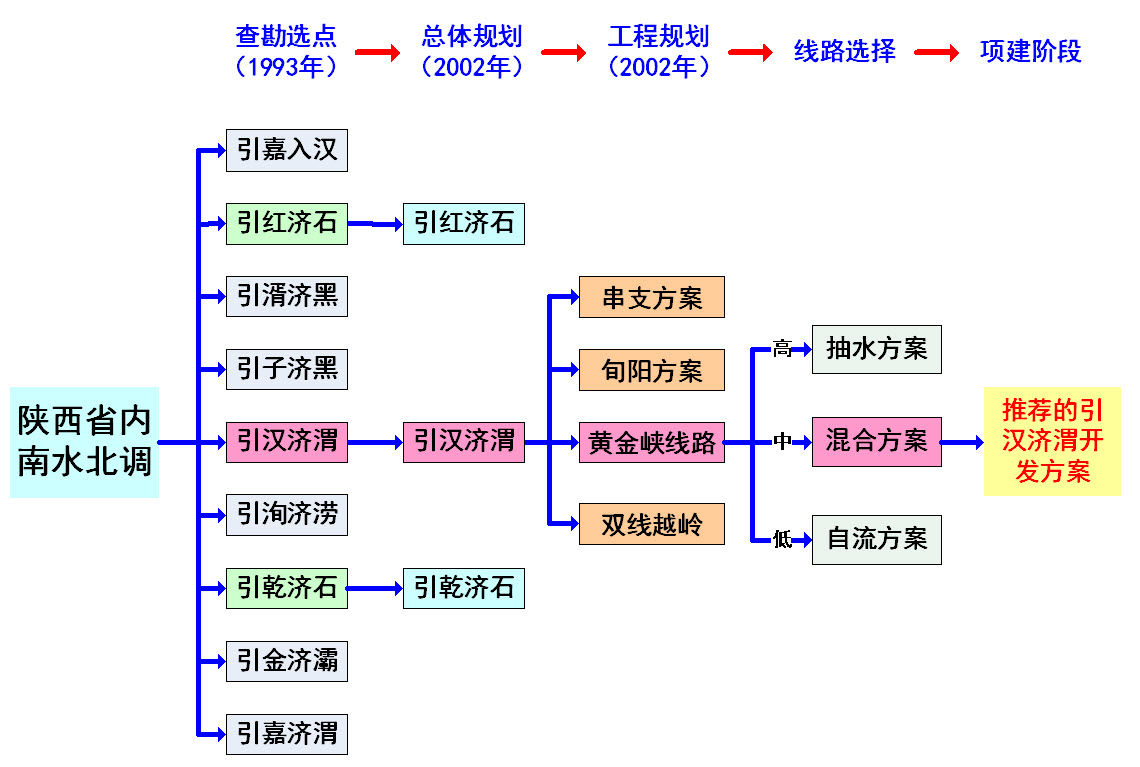 查勘选点
（1993年）
总体规划
（2002年）
工程规划
（2002年）
线路选择
项建阶段
陕西省内
南水北调
引嘉入汉
引红济石
引湑济黑
引子济黑
引汉济渭
引洵济涝
引乾济石
引金济灞
引嘉济渭
引红济石
引汉济渭
引乾济石
串支方案
旬阳方案
黄金峡线路
双线越岭
高
中
低
抽水方案
混合方案
自流方案
推荐的引
汉济渭开
发方案